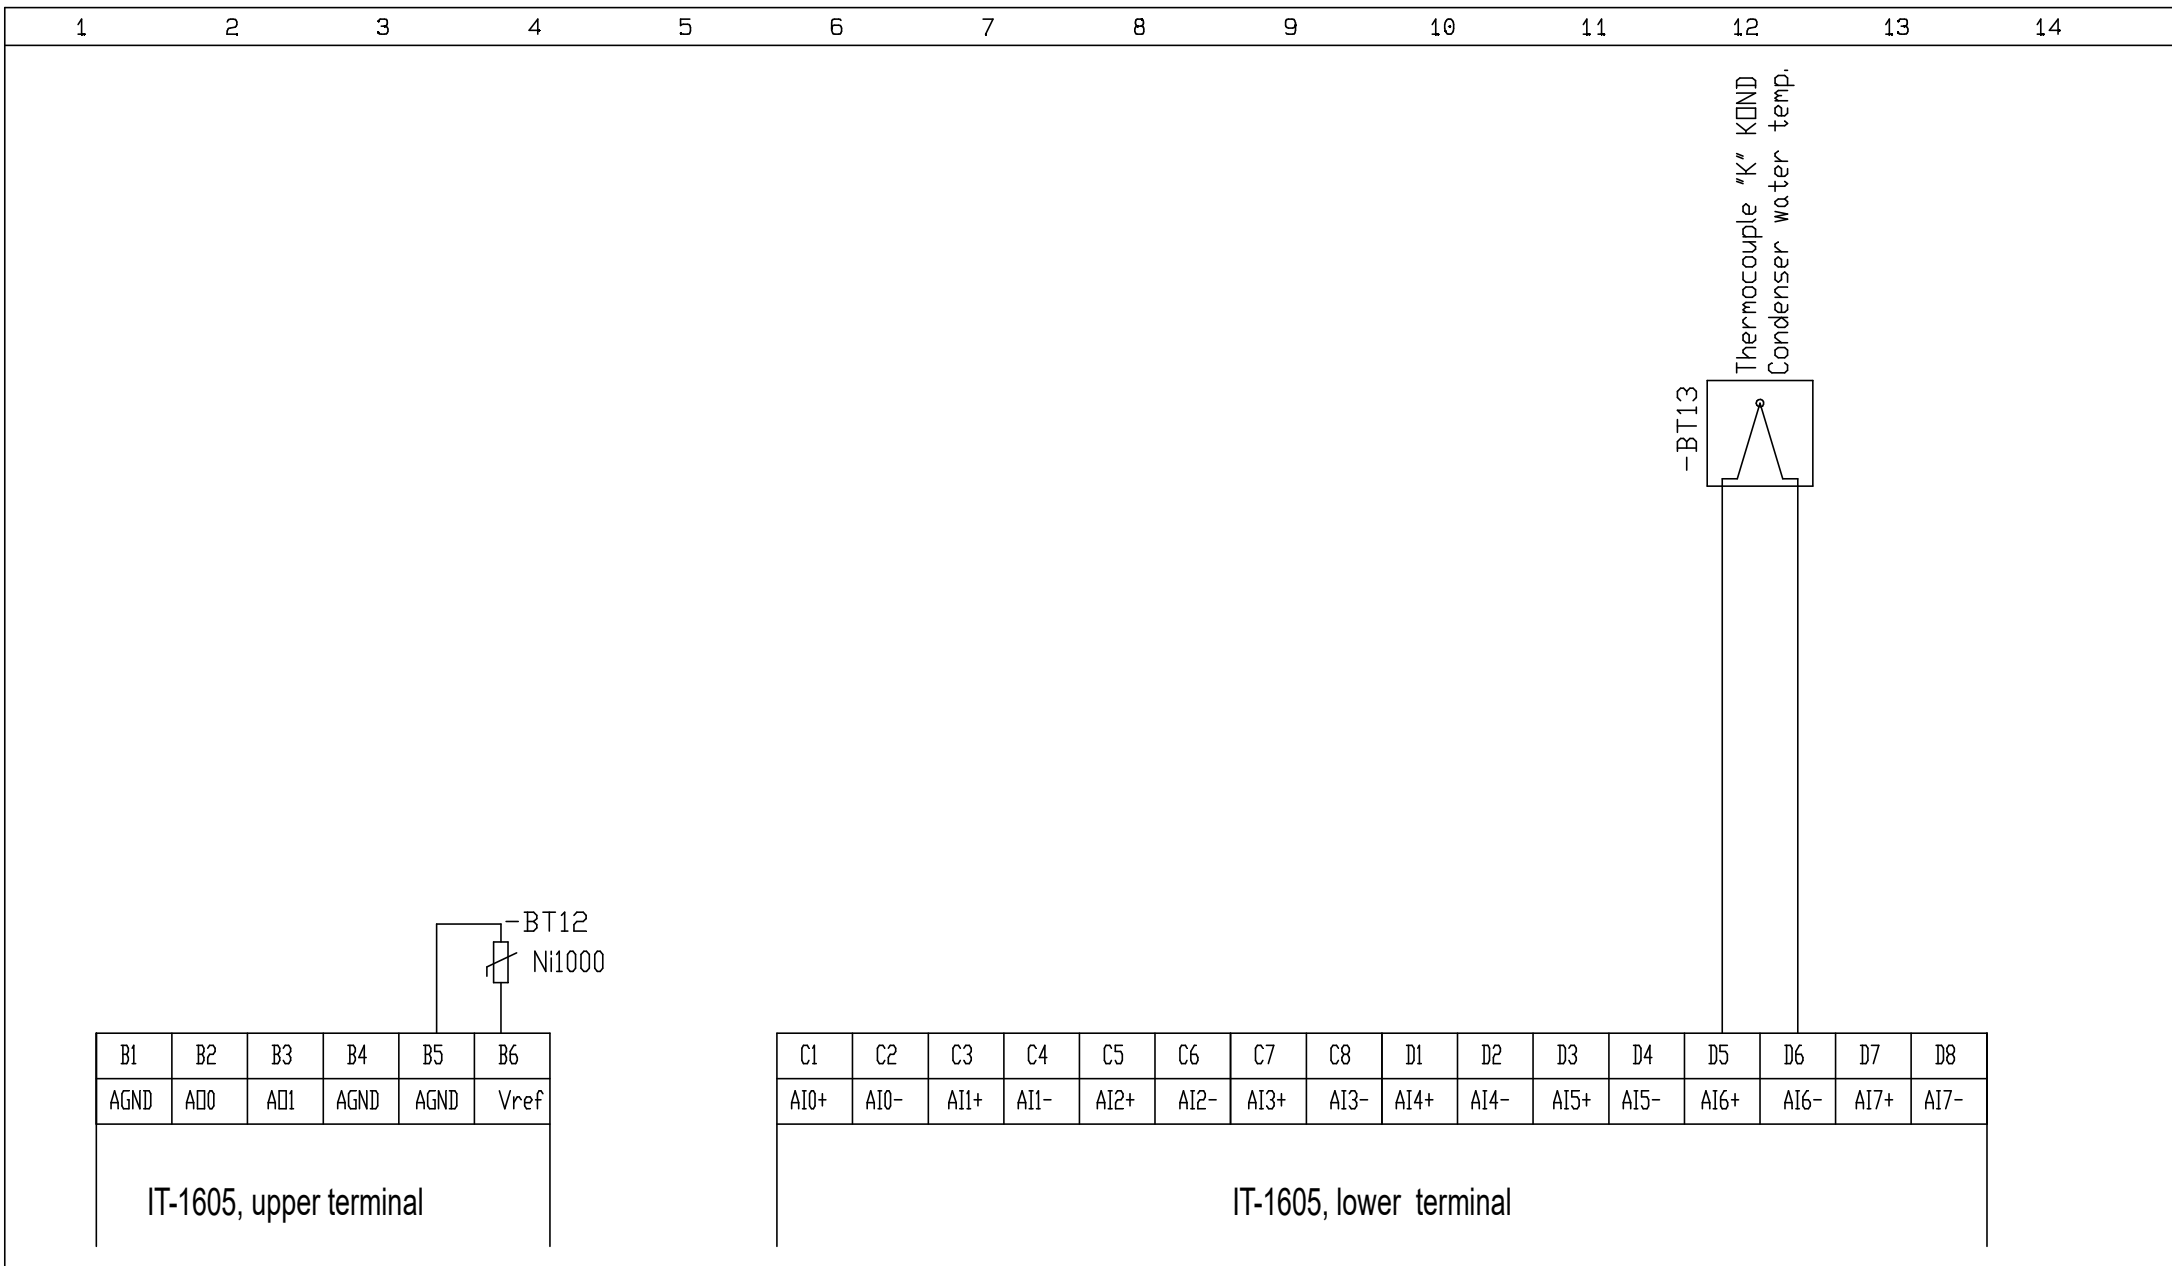 1 2 3 4 5 6 7 8 9 10 11 12 13 14
Thermocouple "K" KOND
Condenser water temp.
-BT13
-BT12
Ni1000
B1 B2 B3 B4 B5 B6
AGND AO0 AO1 AGND AGND Vref
IT-1605, upper terminal
C1 C2 C3 C4 C5 C6 C7 C8 D1 D2 D3 D4 D5 D6 D7 D8
AI0+ AI0- AI1+ AI1- AI2+ AI2- AI3+ AI3- AI4+ AI4- AI5+ AI5- AI6+ AI6- AI7+ AI7-
IT-1605, lower terminal